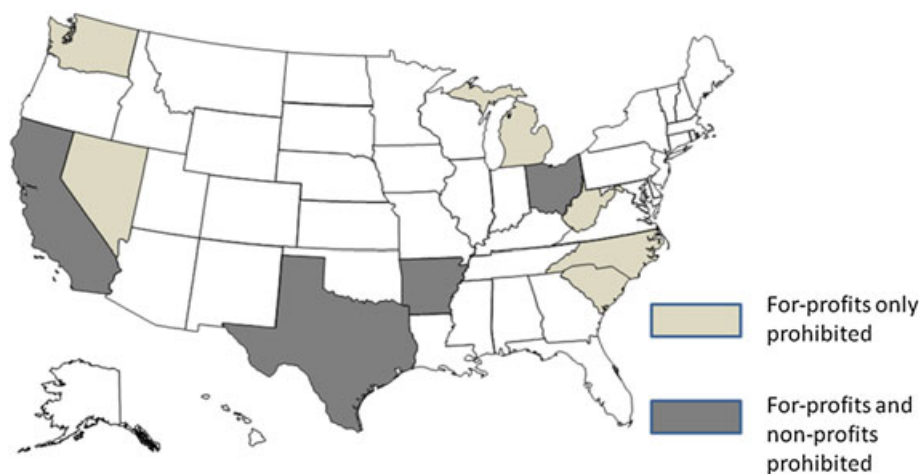 For-profits only
prohibited
For-profits and
non-profits
prohibited